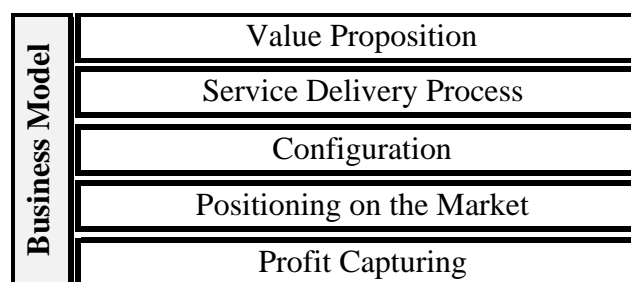 Business Model
Value Proposition
Service Delivery Process
Configuration
Positioning on the Market
Profit Capturing